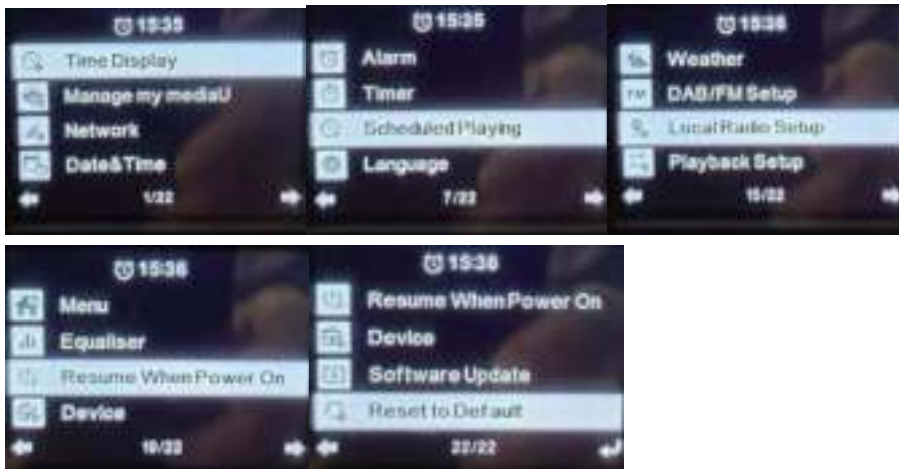 15:35
Time Display
Manage my mediaU
Network
Date&Time
1/22
15:35
Alarm
Timer
Scheduled Playing
Language
7/22
15:36
Weather
FM DAB/FM Setup
Local Radio Setup
Playback Setup
15/22
15:36
Menu
Equaliser
Resume When Power On
Device
19/22
15:36
Resume When Power On
Device
Software Update
Reset to Default
22/22